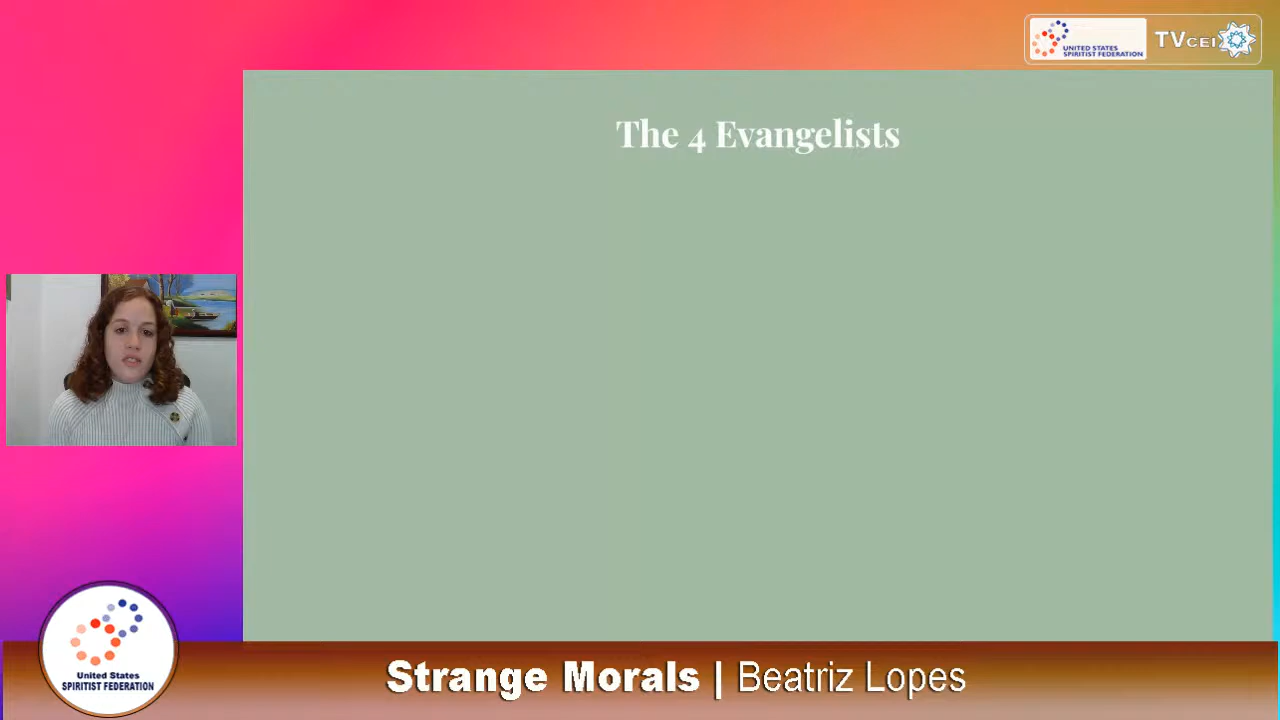 UNITED STATES
SPIRITIST FEDERATION
TVCEI
The 4 Evangelists
United States
SPIRITIST FEDERATION
Strange Morals | Beatriz Lopes